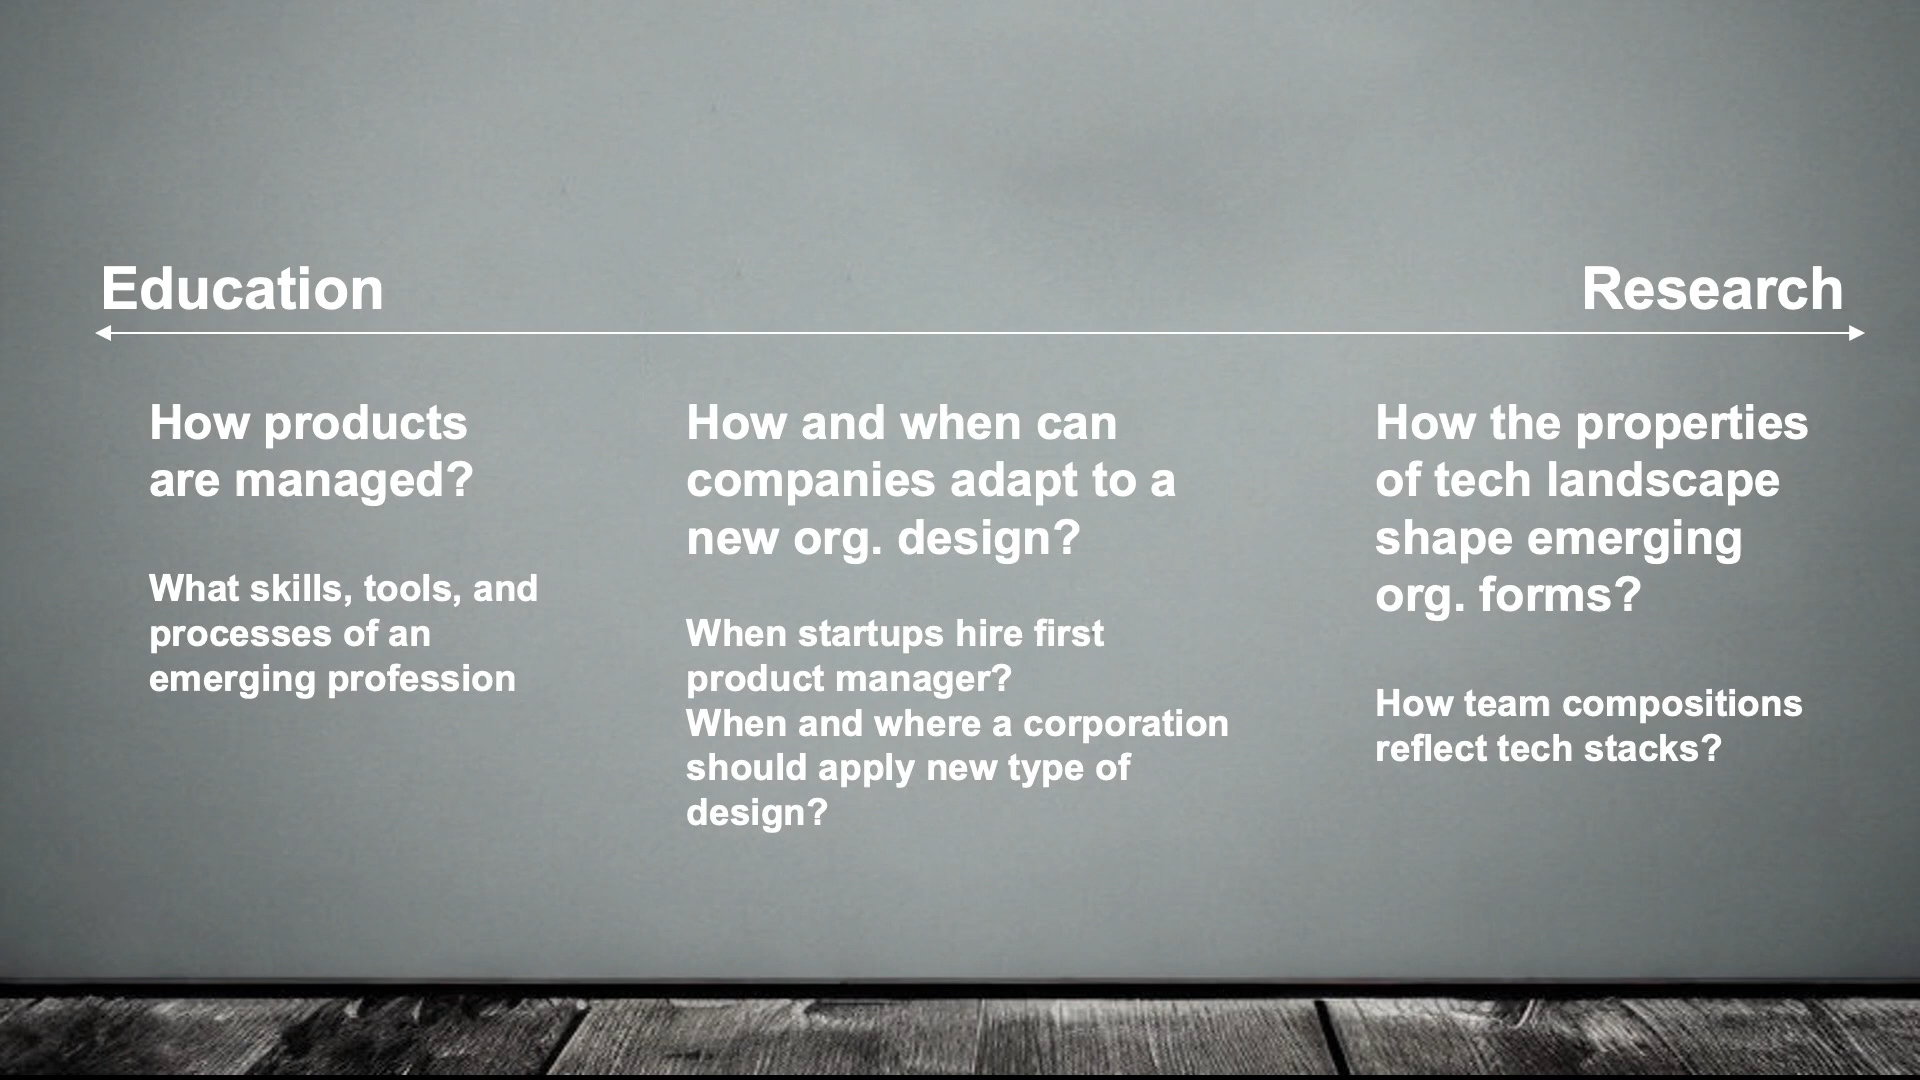 Education
Research
How products
are managed?
What skills, tools, and
processes of an
emerging profession
How and when can
companies adapt to a
new org. design?
When startups hire first
product manager?
When and where a corporation
should apply new type of
design?
How the properties
of tech landscape
shape emerging
org. forms?
How team compositions
reflect tech stacks?